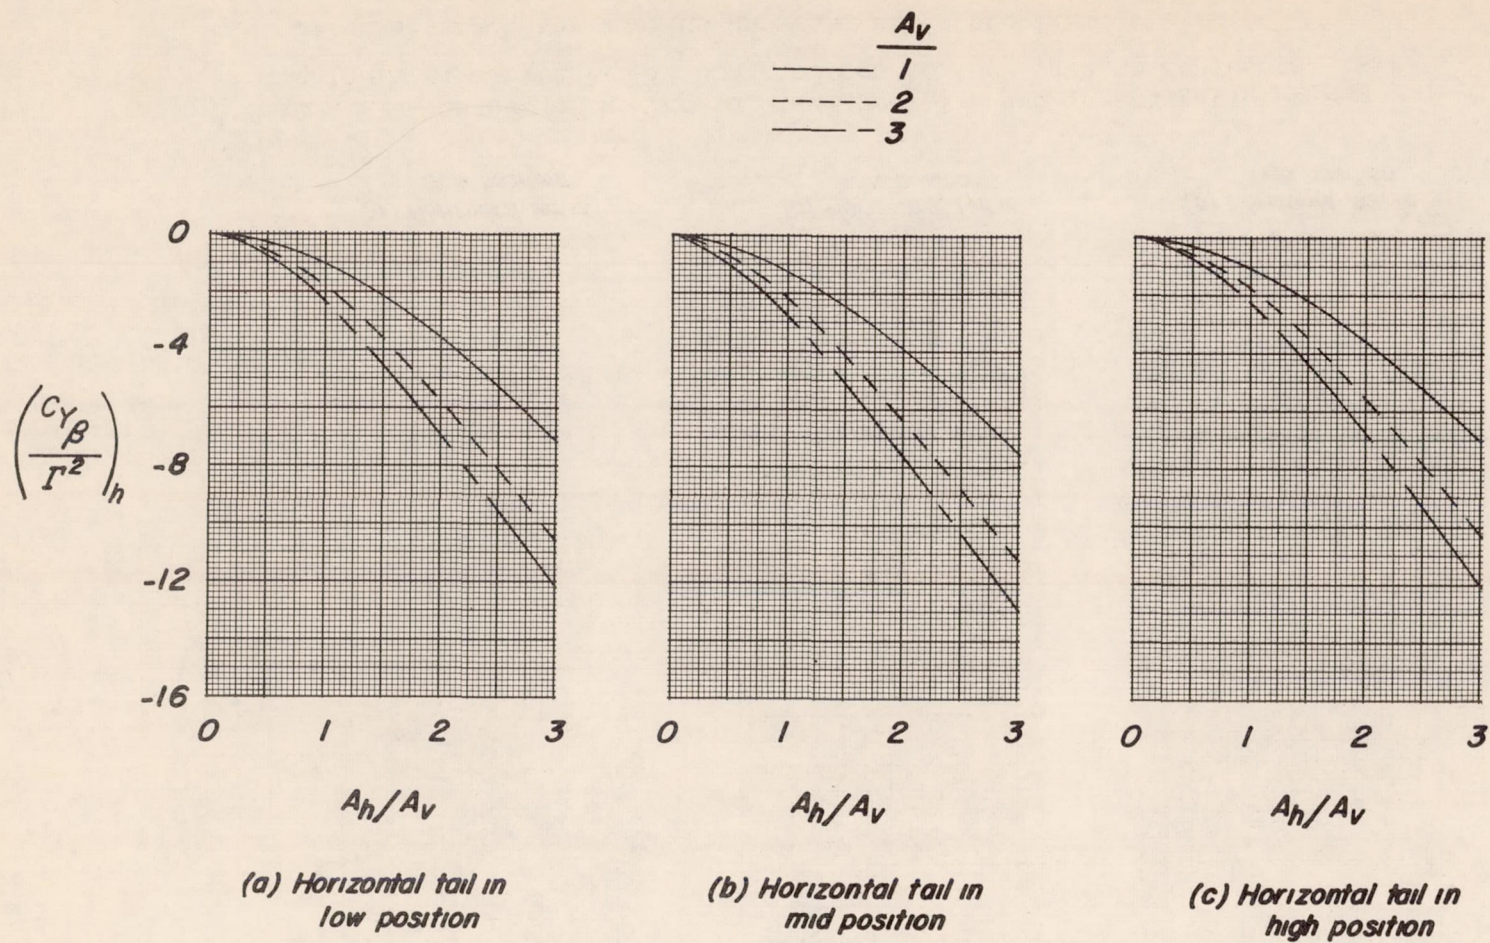 Av
1
2
3
0
-4
-8
-12
-16
(CYβ/Γ²)h
0 1 2 3
0 1 2 3
0 1 2 3
Ah/Av
Ah/Av
Ah/Av
(a) Horizontal tail in
low position
(b) Horizontal tail in
mid position
(c) Horizontal tail in
high position